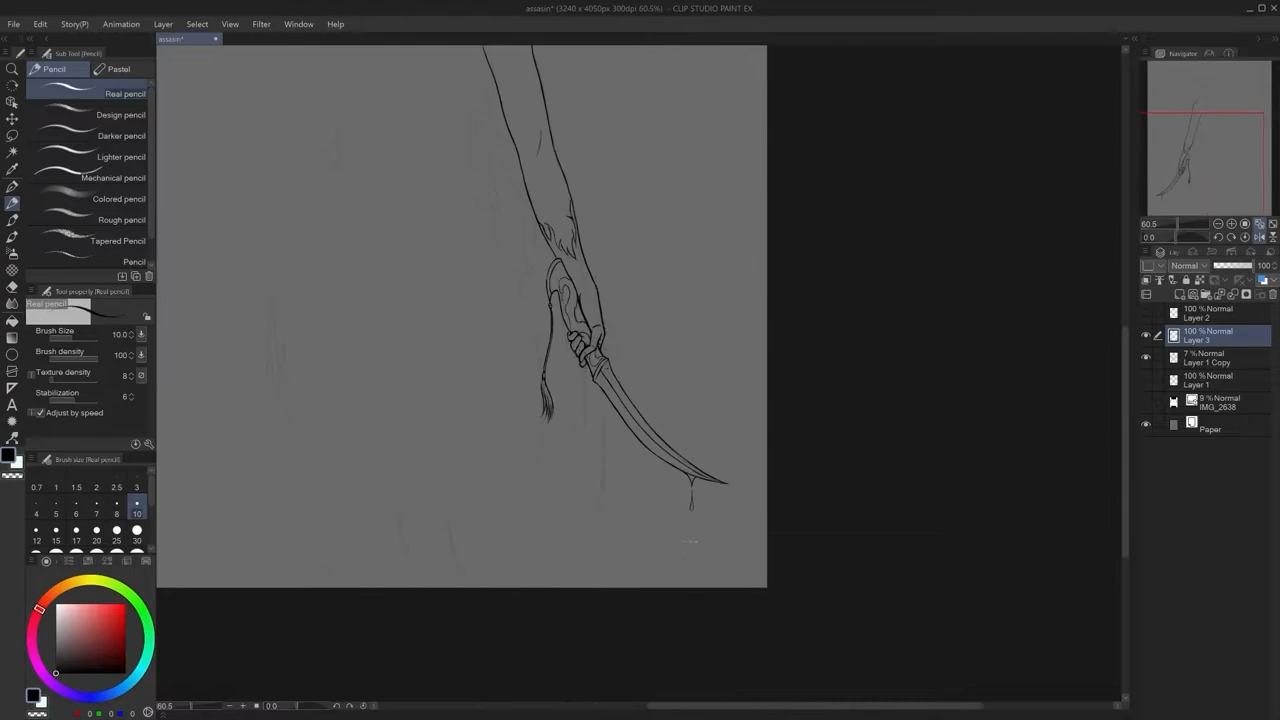 assasin* (3240 x 4050px 300dpi 60.5%) - CLIP STUDIO PAINT EX
File Edit Story(P) Animation Layer Select View Filter Window Help
assasin*
Sub Tool [Pencil]
Navigator
Pencil Pastel
Real pencil
Design pencil
Darker pencil
Lighter pencil
Mechanical pencil
Colored pencil
Rough pencil
Tapered Pencil
Pencil
Tool property [Real pencil]
Real pencil
Brush Size 10.0
Brush density 100
Texture density 8
Stabilization 6
Adjust by speed
Brush size [Real pencil]
0.7 1 1.5 2 2.5 3
4 5 6 7 8 10
12 15 17 20 25 30
0 0 0
60.5 0.0
60.5
0.0
Normal 100
100 % Normal
Layer 2
100 % Normal
Layer 3
7 % Normal
Layer 1 Copy
100 % Normal
Layer 1
9 % Normal
IMG_2638
Paper